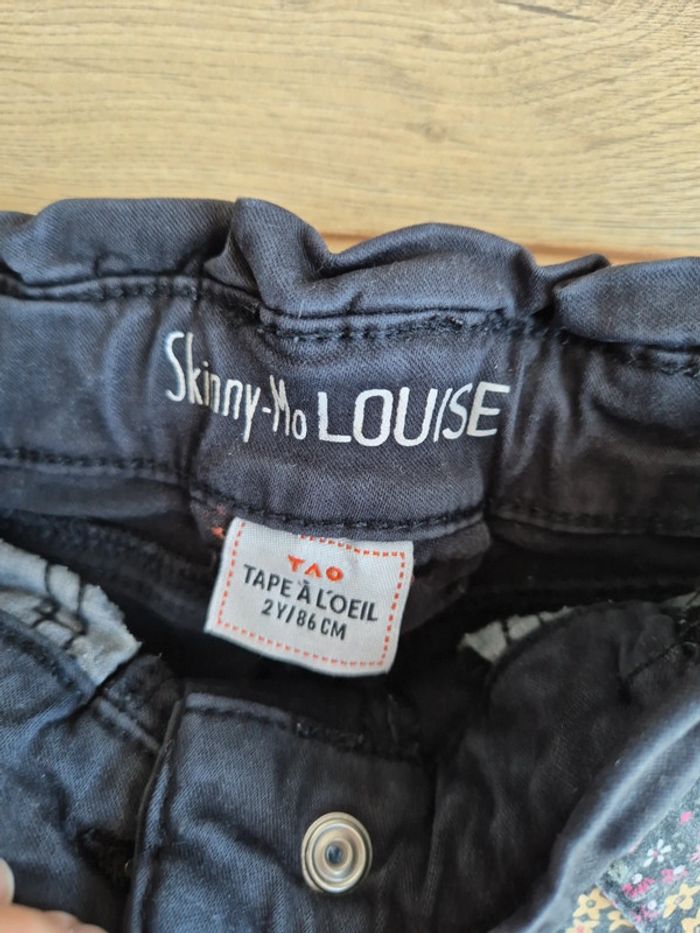 Skinny-Mo LOUISE
TAO
TAPE À L'OEIL
2Y/86 CM